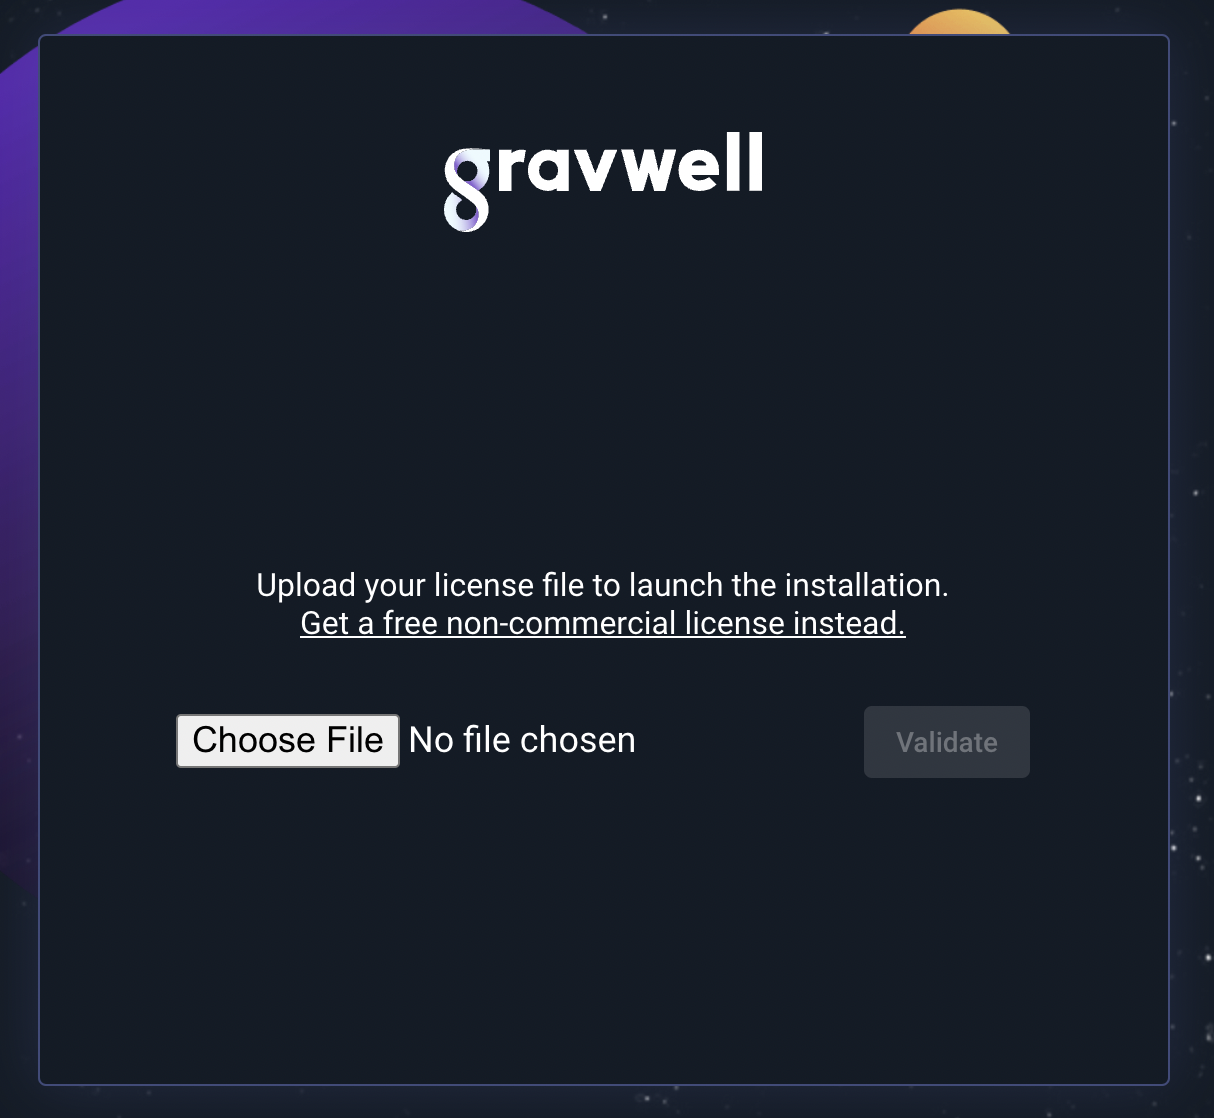 gravwell
Upload your license file to launch the installation.
Get a free non-commercial license instead.
Choose File No file chosen Validate